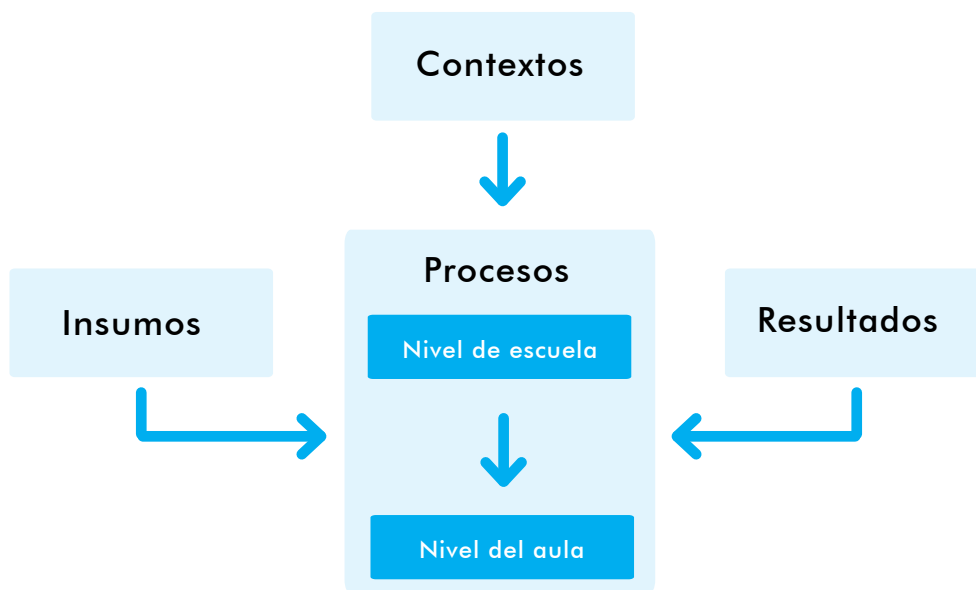 Contextos
Procesos
Insumos
Resultados
Nivel de escuela
Nivel del aula